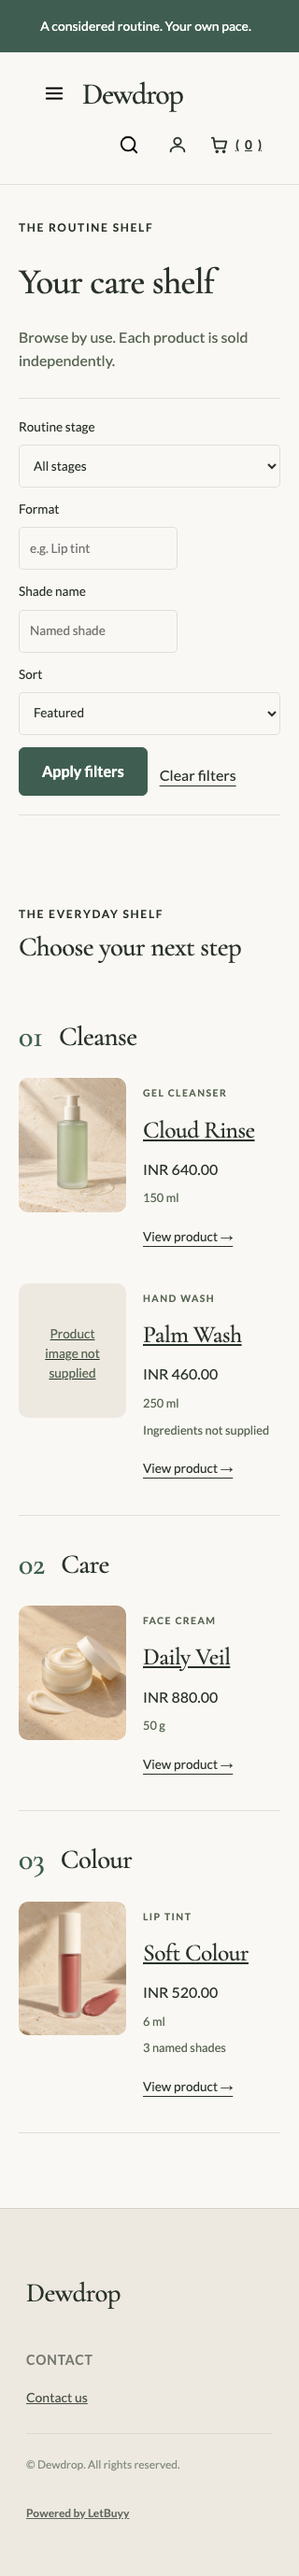 A considered routine. Your own pace.
Dewdrop
( 0 )
THE ROUTINE SHELF
Your care shelf
Browse by use. Each product is sold
independently.
Routine stage
All stages
Format
e.g. Lip tint
Shade name
Named shade
Sort
Featured
Apply filters
Clear filters
THE EVERYDAY SHELF
Choose your next step
01 Cleanse
GEL CLEANSER
Cloud Rinse
INR 640.00
150 ml
View product →
Product
image not
supplied
HAND WASH
Palm Wash
INR 460.00
250 ml
Ingredients not supplied
View product →
02 Care
FACE CREAM
Daily Veil
INR 880.00
50 g
View product →
03 Colour
LIP TINT
Soft Colour
INR 520.00
6 ml
3 named shades
View product →
Dewdrop
CONTACT
Contact us
© Dewdrop. All rights reserved.
Powered by LetBuyy